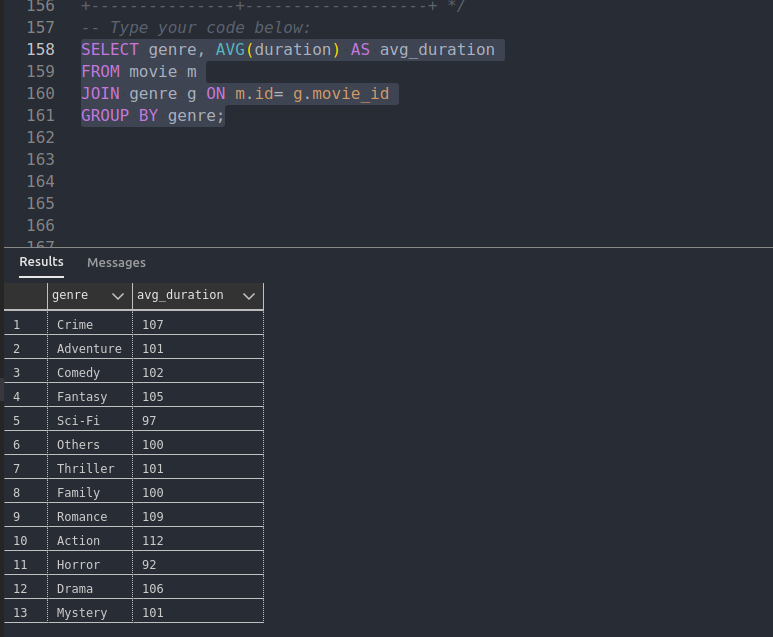 156 +---------------+-------------------+ */
157 -- Type your code below:
158 SELECT genre, AVG(duration) AS avg_duration
159 FROM movie m
160 JOIN genre g ON m.id= g.movie_id
161 GROUP BY genre;
162
163
164
165
166
167
Results Messages
genre avg_duration
1 Crime 107
2 Adventure 101
3 Comedy 102
4 Fantasy 105
5 Sci-Fi 97
6 Others 100
7 Thriller 101
8 Family 100
9 Romance 109
10 Action 112
11 Horror 92
12 Drama 106
13 Mystery 101